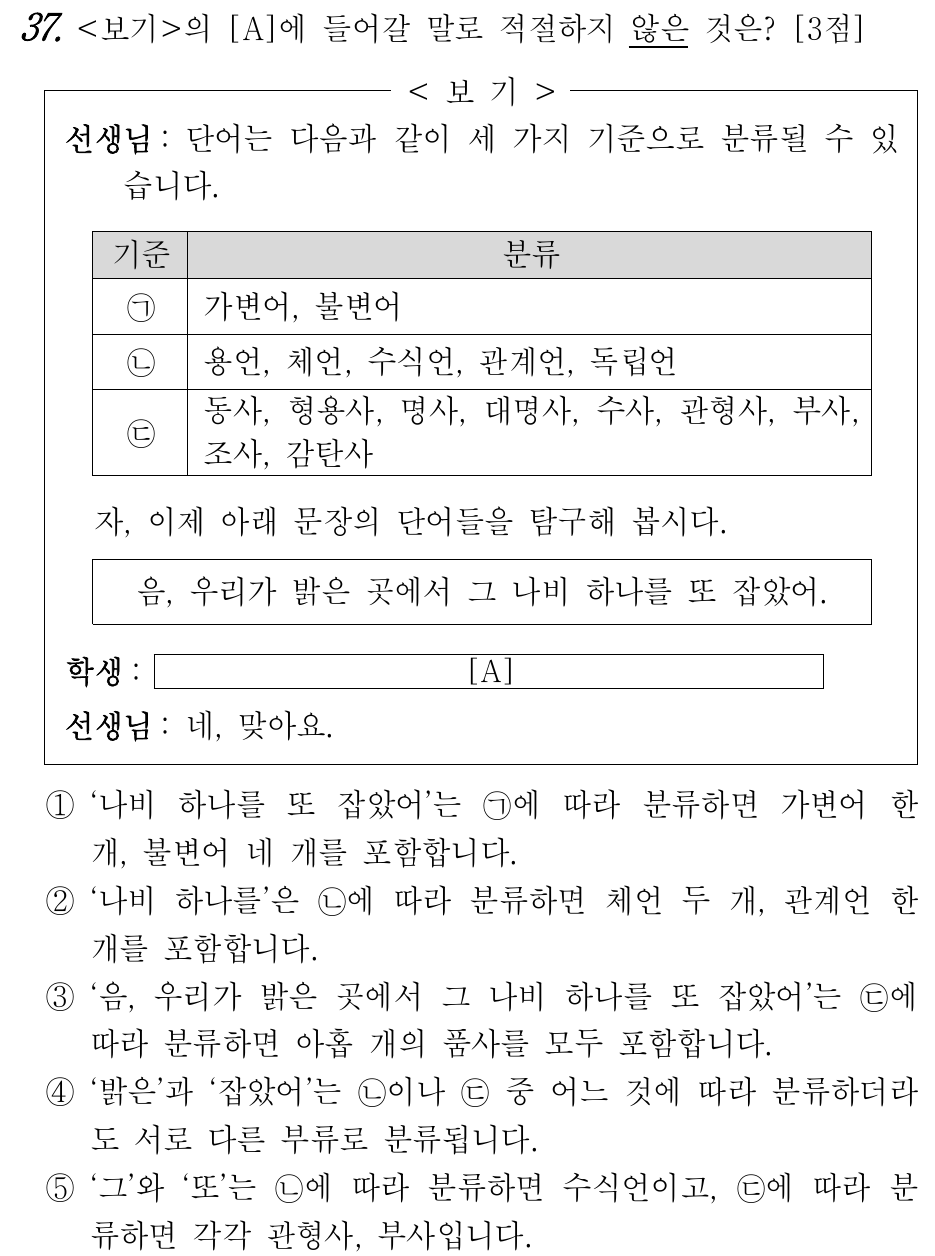 37. <보기>의 [A]에 들어갈 말로 적절하지 않은 것은? [3점]
< 보 기 >
선생님 : 단어는 다음과 같이 세 가지 기준으로 분류될 수 있
습니다.
기준 분류
㉠ 가변어, 불변어
㉡ 용언, 체언, 수식언, 관계언, 독립언
㉢ 동사, 형용사, 명사, 대명사, 수사, 관형사, 부사,
조사, 감탄사
자, 이제 아래 문장의 단어들을 탐구해 봅시다.
음, 우리가 밝은 곳에서 그 나비 하나를 또 잡았어.
학생 : [A]
선생님 : 네, 맞아요.
① ‘나비 하나를 또 잡았어’는 ㉠에 따라 분류하면 가변어 한
개, 불변어 네 개를 포함합니다.
② ‘나비 하나를’은 ㉡에 따라 분류하면 체언 두 개, 관계언 한
개를 포함합니다.
③ ‘음, 우리가 밝은 곳에서 그 나비 하나를 또 잡았어’는 ㉢에
따라 분류하면 아홉 개의 품사를 모두 포함합니다.
④ ‘밝은’과 ‘잡았어’는 ㉡이나 ㉢ 중 어느 것에 따라 분류하더라
도 서로 다른 부류로 분류됩니다.
⑤ ‘그’와 ‘또’는 ㉡에 따라 분류하면 수식언이고, ㉢에 따라 분
류하면 각각 관형사, 부사입니다.